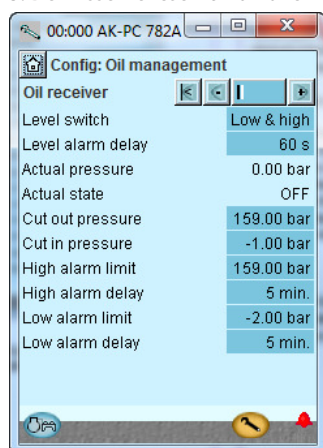 00:000 AK-PC 782A
Config: Oil management
Oil receiver
Level switch Low & high
Level alarm delay 60 s
Actual pressure 0.00 bar
Actual state OFF
Cut out pressure 159.00 bar
Cut in pressure -1.00 bar
High alarm limit 159.00 bar
High alarm delay 5 min.
Low alarm limit -2.00 bar
Low alarm delay 5 min.